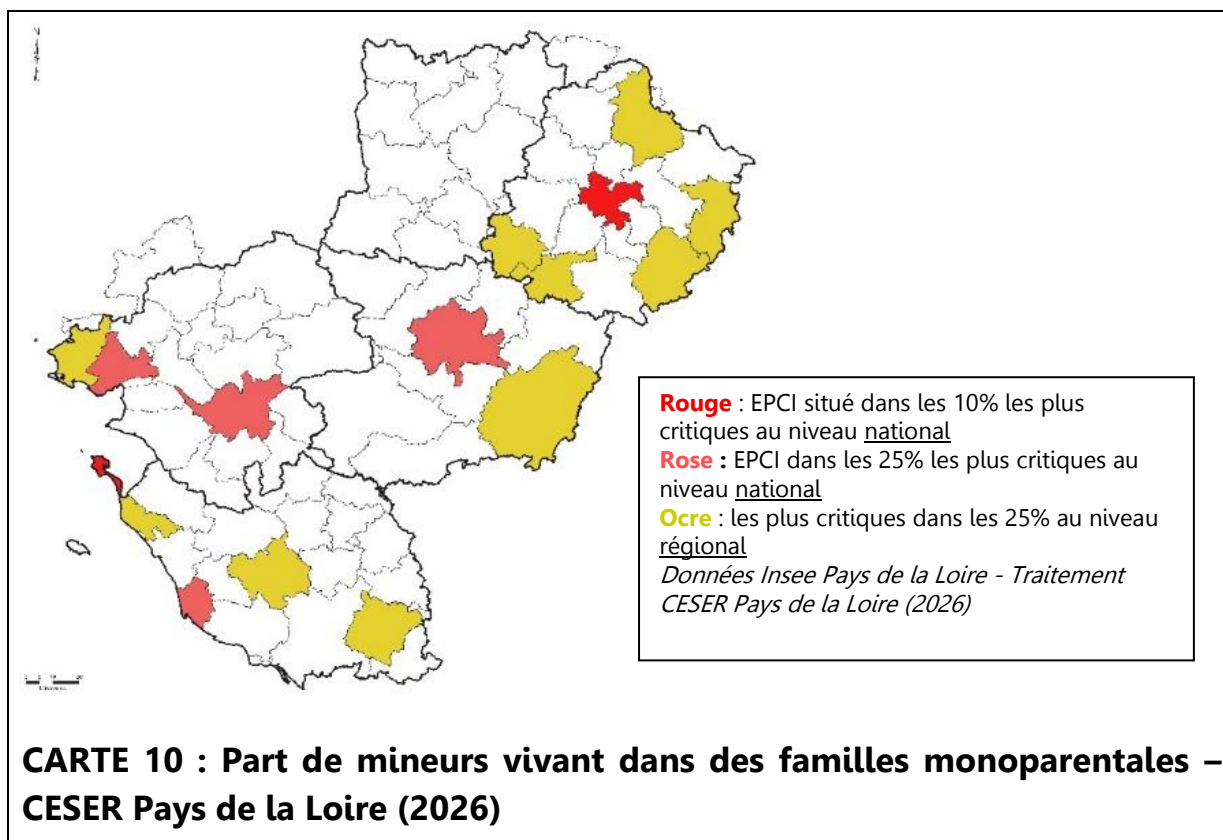 Rouge : EPCI situé dans les 10% les plus
critiques au niveau national
Rose : EPCI dans les 25% les plus critiques au
niveau national
Ocre : les plus critiques dans les 25% au niveau
régional
Données Insee Pays de la Loire - Traitement
CESER Pays de la Loire (2026)
CARTE 10 : Part de mineurs vivant dans des familles monoparentales –
CESER Pays de la Loire (2026)